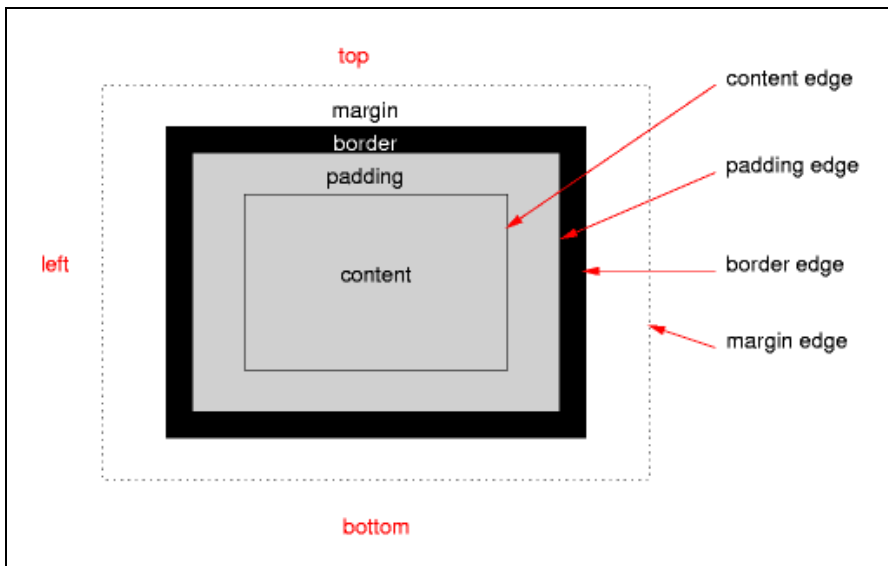 top
content edge
margin
border
padding edge
padding
left
content
border edge
margin edge
bottom